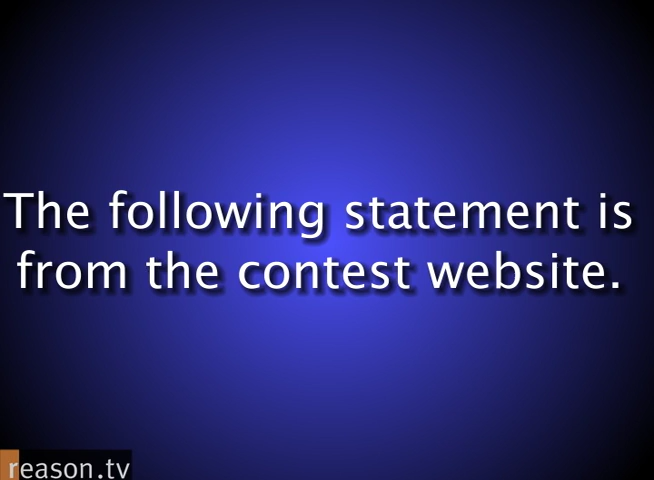 The following statement is
from the contest website.
reason.tv